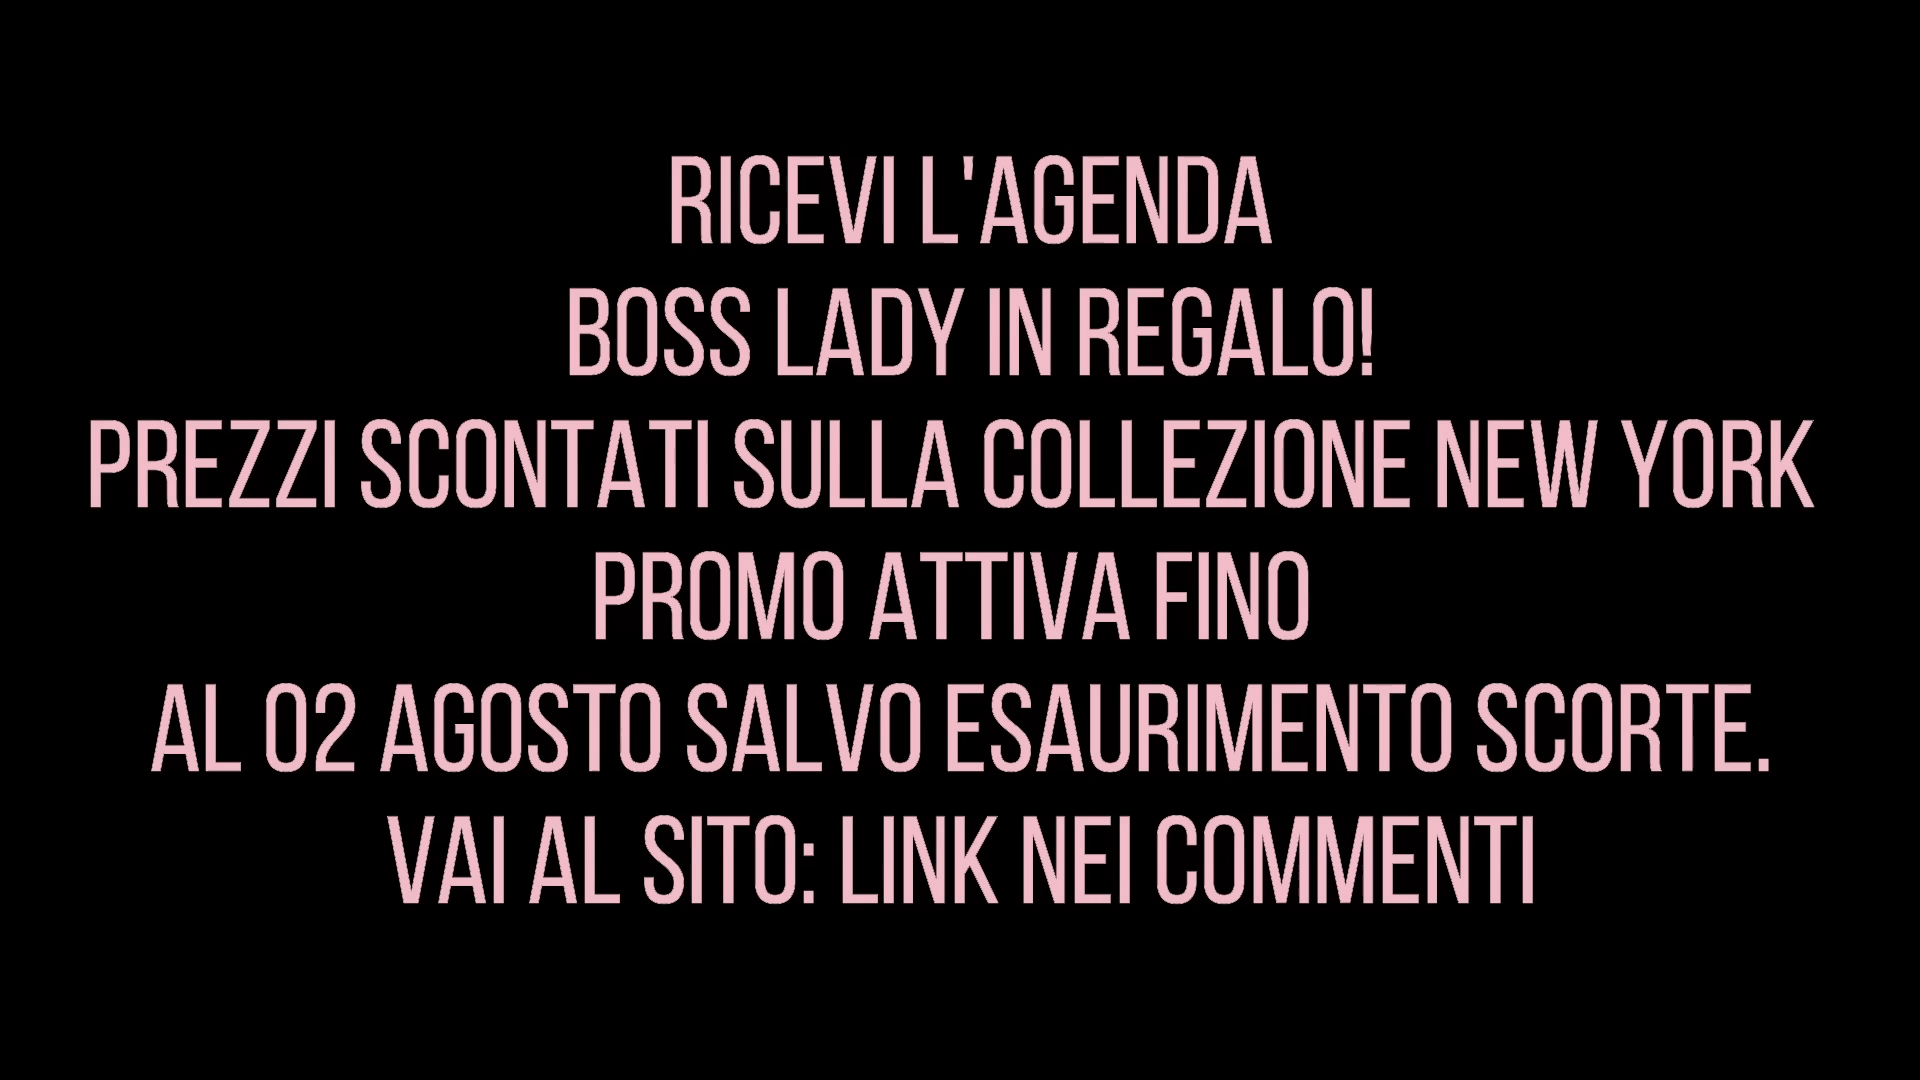 RICEVI L'AGENDA
BOSS LADY IN REGALO!
PREZZI SCONTATI SULLA COLLEZIONE NEW YORK
PROMO ATTIVA FINO
AL 02 AGOSTO SALVO ESAURIMENTO SCORTE.
VAI AL SITO: LINK NEI COMMENTI